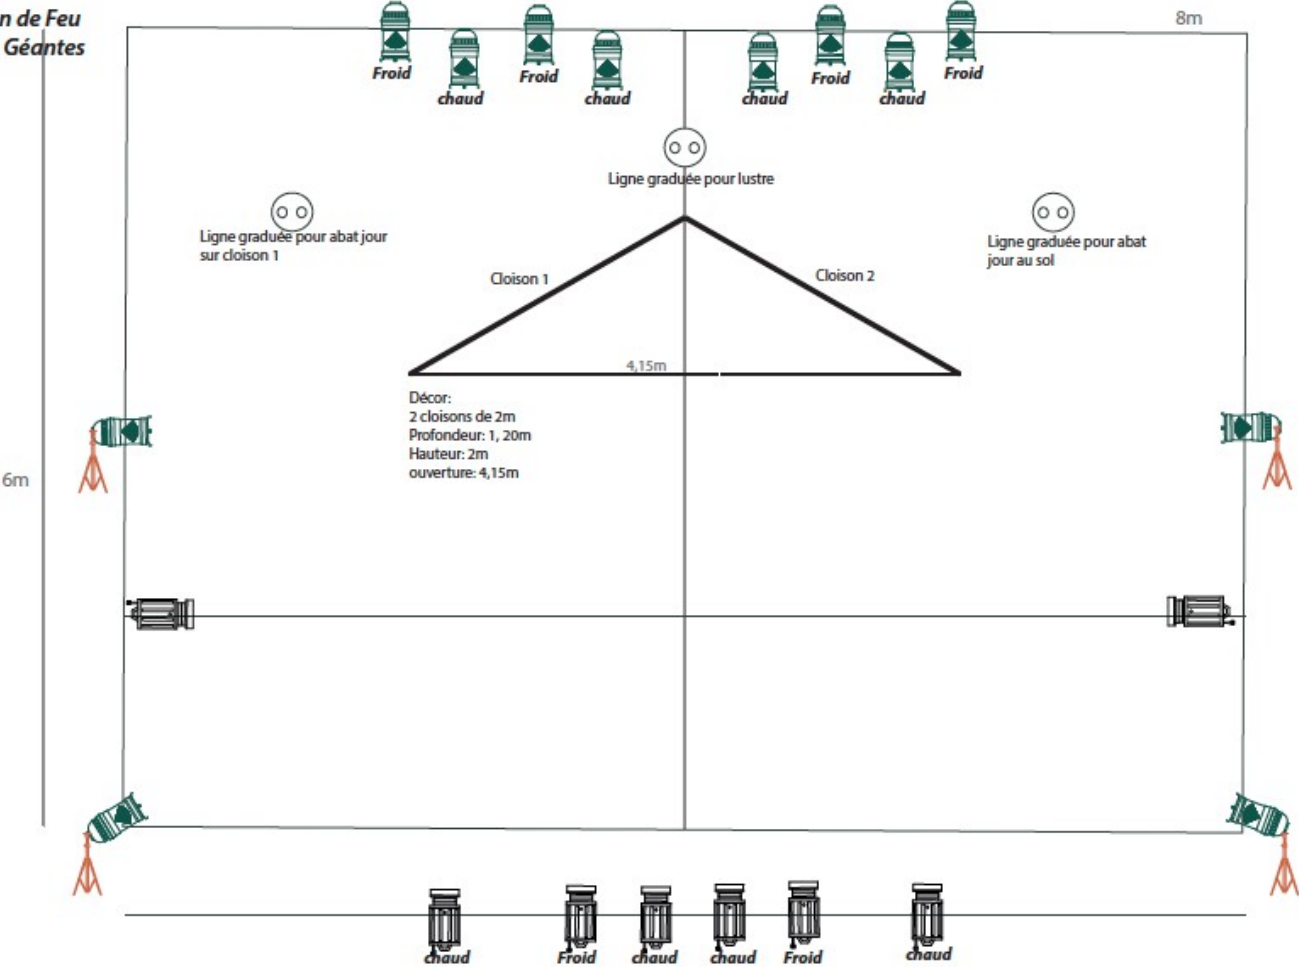 n de Feu
Géantes
8m
Froid
chaud
Froid
chaud
chaud
Froid
chaud
Froid
Ligne graduée pour lustre
Ligne graduée pour abat jour
sur cloison 1
Ligne graduée pour abat
jour au sol
Cloison 1
Cloison 2
4,15m
Décor:
2 cloisons de 2m
Profondeur: 1, 20m
Hauteur: 2m
ouverture: 4,15m
6m
chaud
Froid
chaud
chaud
Froid
chaud